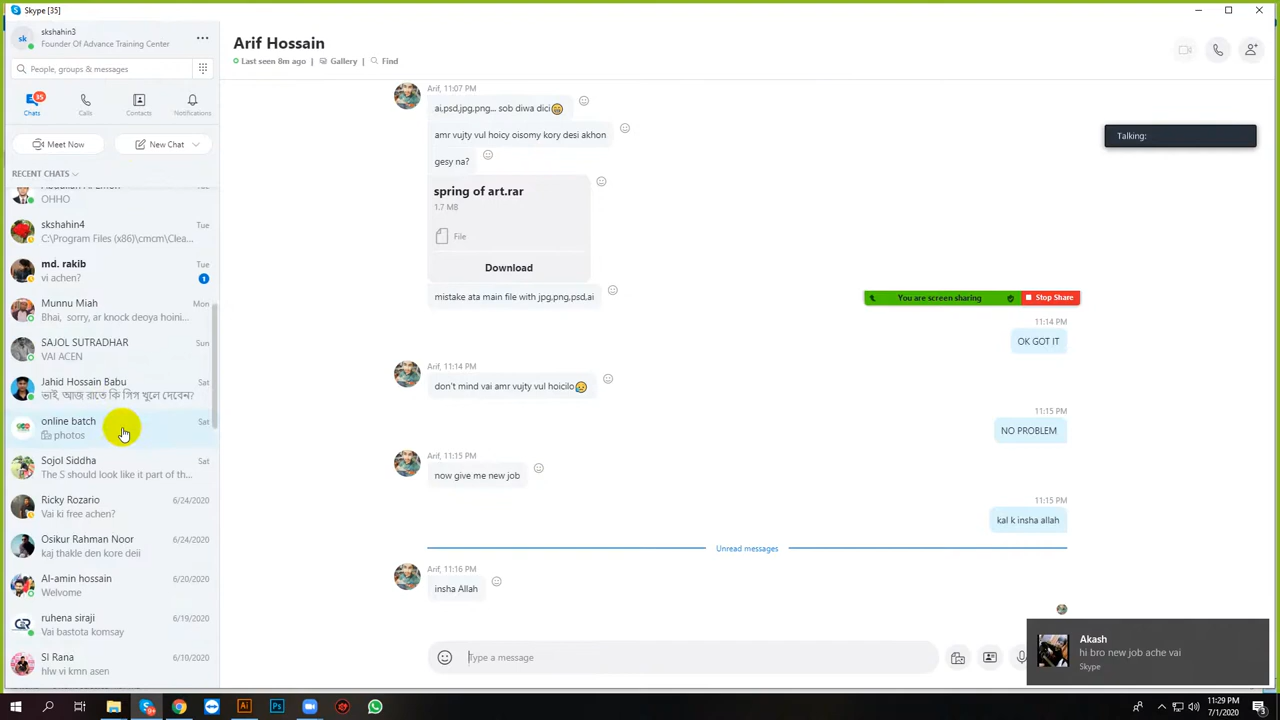 Skype [35]
sk
skshahin3
Founder Of Advance Training Center
People, groups & messages
35
Chats
Calls
Contacts
Notifications
Meet Now
New Chat
RECENT CHATS
OHHO
skshahin4
Tue
C:\Program Files (x86)\cmcm\Clea...
md. rakib
Tue
vi achen?
1
Munnu Miah
Mon
Bhai, sorry, ar knock deoya hoini...
SAJOL SUTRADHAR
Sun
VAI ACEN
Jahid Hossain Babu
Sat
ভাই, আজ রাতে কি গিগ খুলে দেবেন?
online batch
Sat
photos
Sojol Siddha
Sat
The S should look like it part of th...
Ricky Rozario
6/24/2020
Vai ki free achen?
Osikur Rahman Noor
6/24/2020
kaj thakle den kore deii
Al-amin hossain
6/20/2020
Welcome
ruhena siraji
6/19/2020
Vai bastota komsay
SI Rana
6/10/2020
hlw vi kmn asen
Arif Hossain
Last seen 8m ago | Gallery | Find
Arif, 11:07 PM
ai,psd,jpg,png... sob diwa dici
amr vujty vul hoicy oisomy kory desi akhon
gesy na?
spring of art.rar
1.7 MB
File
Download
mistake ata main file with jpg,png,psd,ai
Talking:
You are screen sharing
Stop Share
11:14 PM
OK GOT IT
Arif, 11:14 PM
don't mind vai amr vujty vul hoicilo
11:15 PM
NO PROBLEM
Arif, 11:15 PM
now give me new job
11:15 PM
kal k insha allah
Unread messages
Arif, 11:16 PM
insha Allah
Type a message
Akash
hi bro new job ache vai
Skype
11:29 PM
7/1/2020
3